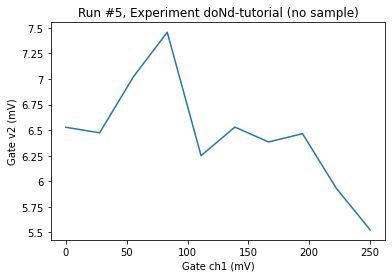 Run #5, Experiment doNd-tutorial (no sample)
7.5
7.25
7
6.75
6.5
6.25
6
5.75
5.5
Gate v2 (mV)
0 50 100 150 200 250
Gate ch1 (mV)